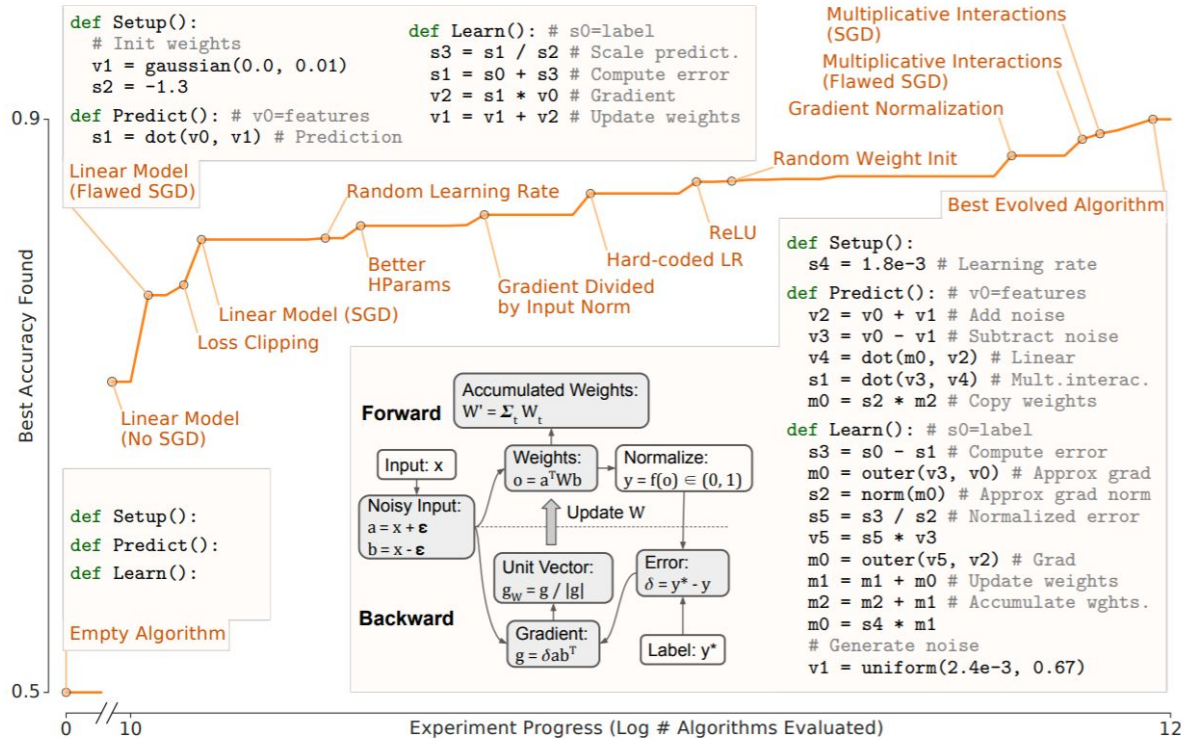 def Setup():
# Init weights
v1 = gaussian(0.0, 0.01)
s2 = -1.3
def Predict(): # v0=features
s1 = dot(v0, v1) # Prediction
def Learn(): # s0=label
s3 = s1 / s2 # Scale predict.
s1 = s0 + s3 # Compute error
v2 = s1 * v0 # Gradient
v1 = v1 + v2 # Update weights
Linear Model
(Flawed SGD)
Multiplicative Interactions
(SGD)
Multiplicative Interactions
(Flawed SGD)
Gradient Normalization
Random Weight Init
Random Learning Rate
Best Evolved Algorithm
ReLU
Hard-coded LR
Better
HParams
Gradient Divided
by Input Norm
Linear Model (SGD)
Loss Clipping
Linear Model
(No SGD)
def Setup():
s4 = 1.8e-3 # Learning rate
def Predict(): # v0=features
v2 = v0 + v1 # Add noise
v3 = v0 - v1 # Subtract noise
v4 = dot(m0, v2) # Linear
s1 = dot(v3, v4) # Mult.interac.
m0 = s2 * m2 # Copy weights
def Learn(): # s0=label
s3 = s0 - s1 # Compute error
m0 = outer(v3, v0) # Approx grad
s2 = norm(m0) # Approx grad norm
s5 = s3 / s2 # Normalized error
v5 = s5 * v3
m0 = outer(v5, v2) # Grad
m1 = m1 + m0 # Update weights
m2 = m2 + m1 # Accumulate wghts.
m0 = s4 * m1
# Generate noise
v1 = uniform(2.4e-3, 0.67)
Forward
Accumulated Weights:
W' = Σₜ Wₜ
Input: x
Weights:
o = aᵀWb
Normalize:
y = f(o) ∈ (0, 1)
Noisy Input:
a = x + ε
b = x - ε
Update W
Unit Vector:
g_W = g / |g|
Error:
δ = y* - y
Backward
Gradient:
g = δabᵀ
Label: y*
def Setup():
def Predict():
def Learn():
Empty Algorithm
Best Accuracy Found
0.9
0.5
0
10
Experiment Progress (Log # Algorithms Evaluated)
12